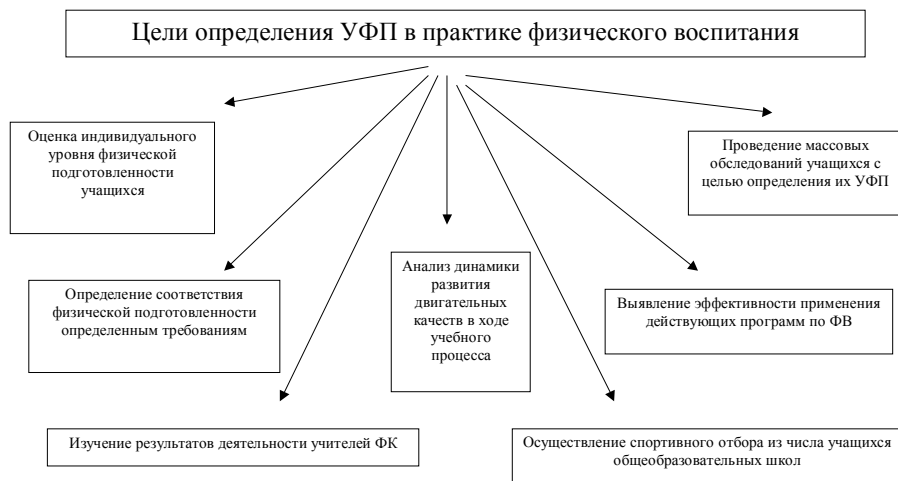 Цели определения УФП в практике физического воспитания
Оценка индивидуального
уровня физической
подготовленности
учащихся
Проведение массовых
обследований учащихся с
целью определения их УФП
Определение соответствия
физической подготовленности
определенным требованиям
Анализ динамики
развития
двигательных
качеств в ходе
учебного
процесса
Выявление эффективности применения
действующих программ по ФВ
Изучение результатов деятельности учителей ФК
Осуществление спортивного отбора из числа учащихся
общеобразовательных школ